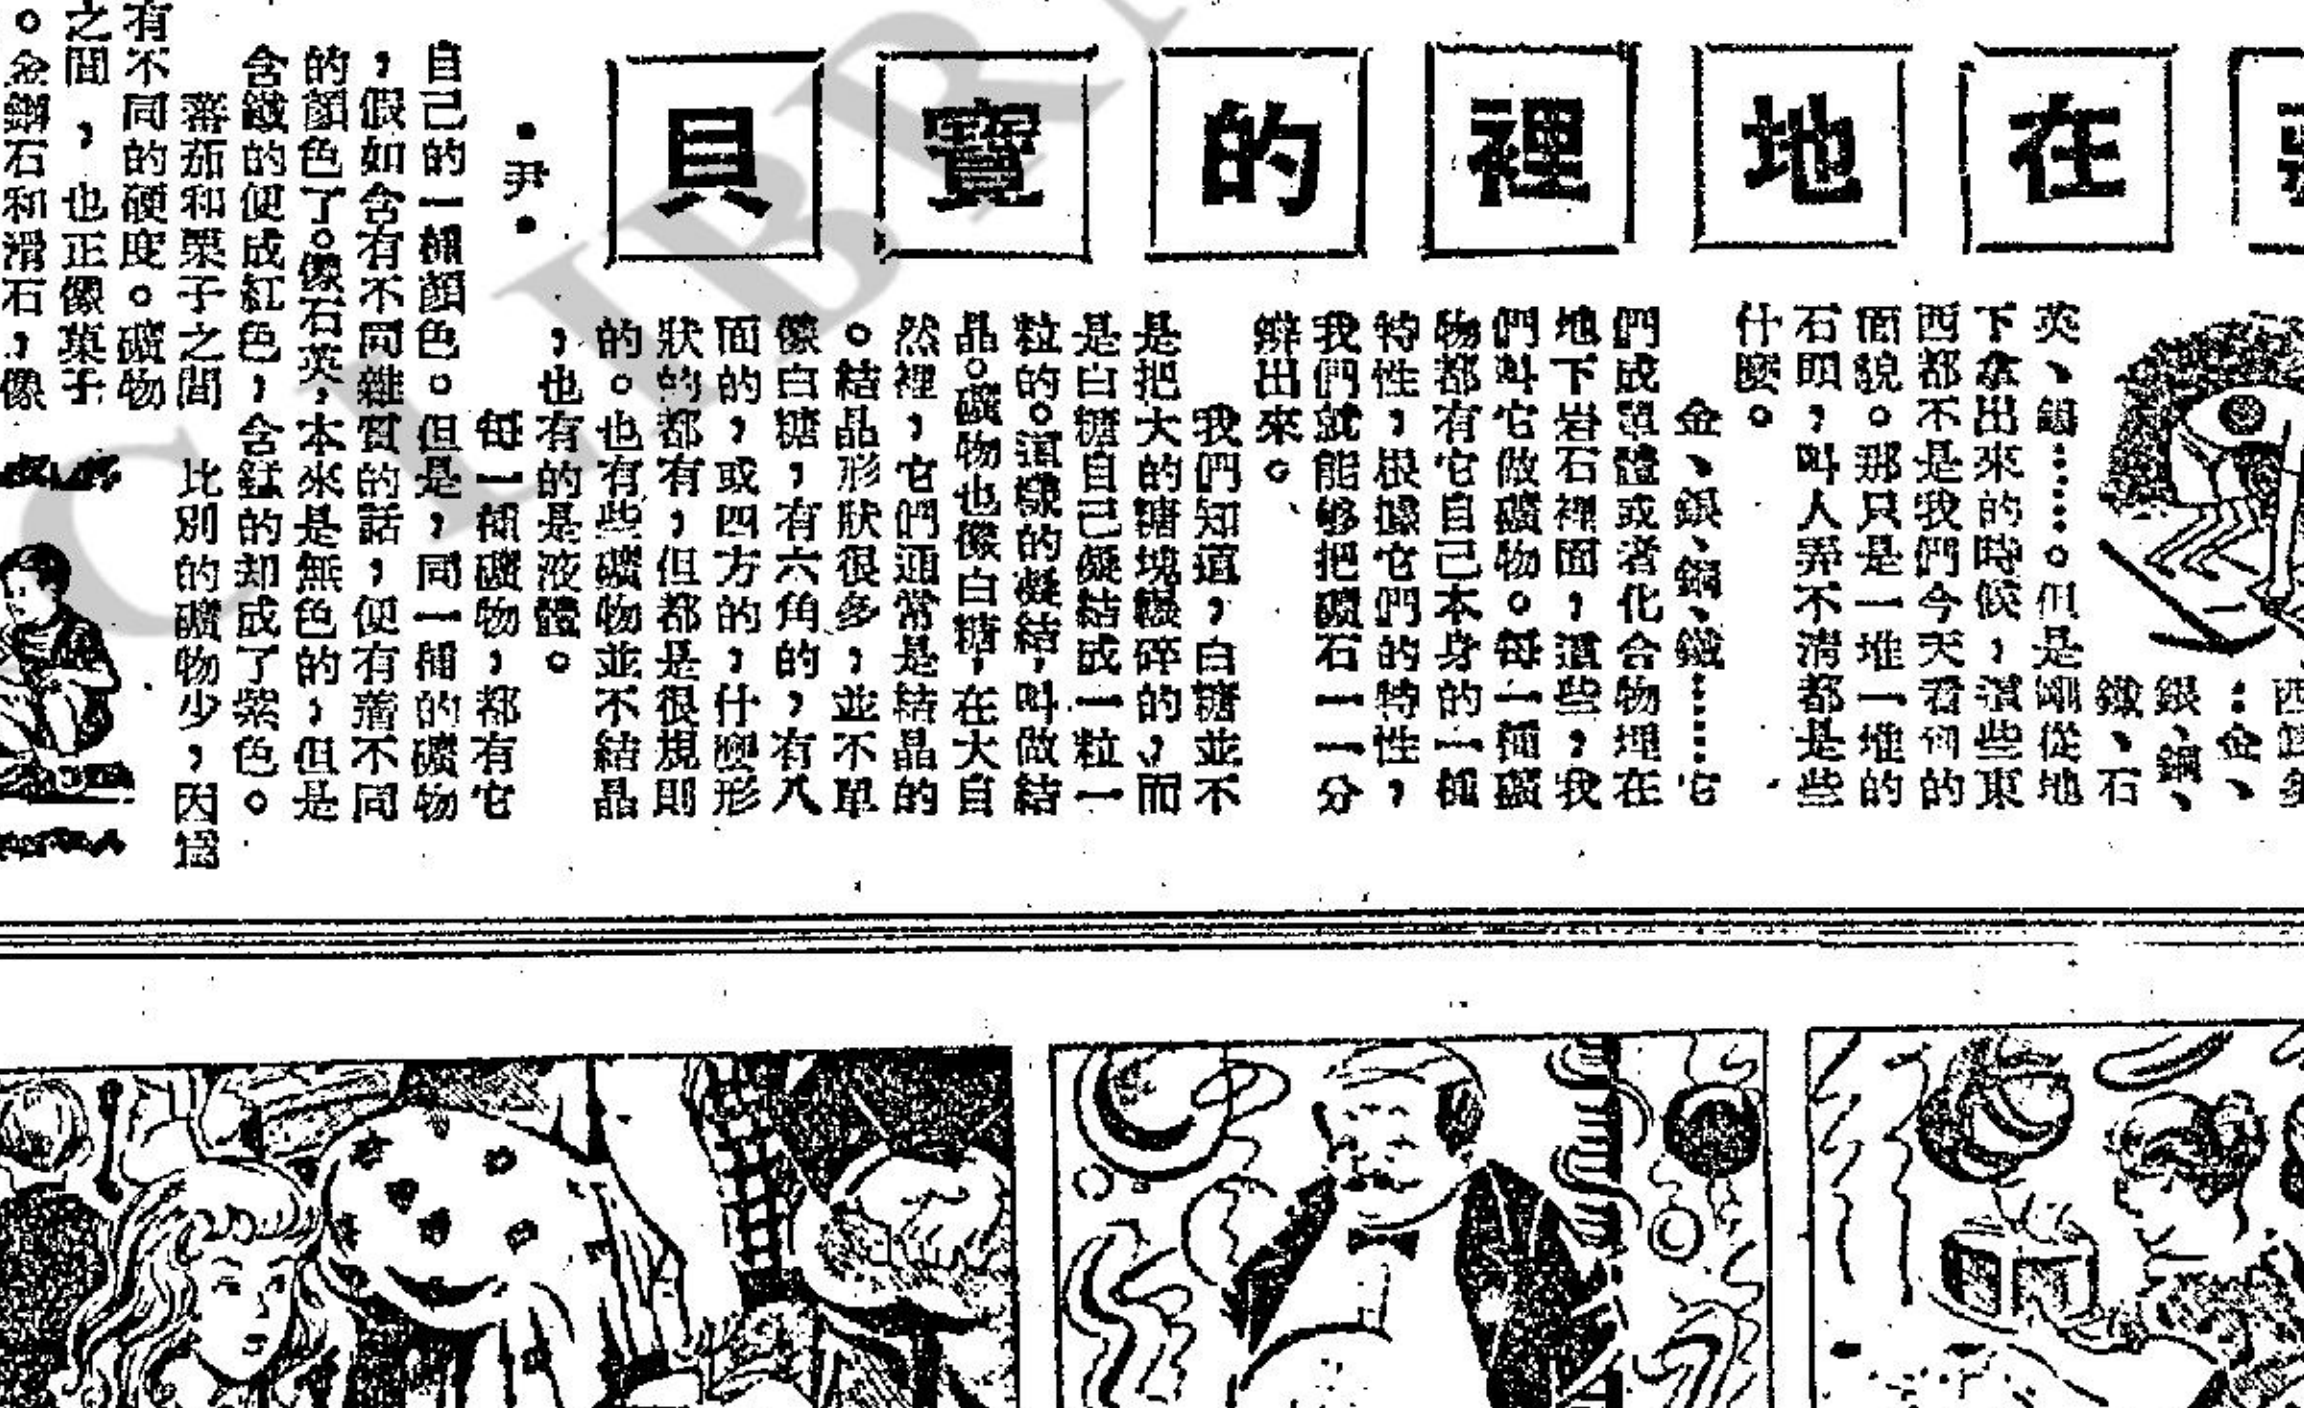 在地裡的寶貝
•尹•
銀、銅、
鐵、石
英、錫……。但是剛從地
下拿出來的時候，這些東
西都不是我們今天看到的
面貌。那只是一堆一堆的
石頭，叫人弄不清都是些
什麼。
金、銀、銅、鐵……它
們成單體或者化合物埋在
地下岩石裡面，這些，我
們叫它做礦物。每一種礦
物都有它自己本身的一種
特性，根據它們的特性，
我們就能够把礦石一一分
辨出來。
我們知道，白糖並不
是把大的糖塊輾碎的，而
是白糖自己凝結成一粒一
粒的。這樣的凝結，叫做結
晶。礦物也像白糖，在大自
然裡，它們通常是結晶的
。結晶形狀很多，並不單
像白糖，有六角的，有八
面的，或四方的，什麼形
狀的都有，但都是很規則
的。也有些礦物並不結晶
，也有的是液體。
每一種礦物，都有它
自己的一種顏色。但是，同一種的礦物
，假如含有不同雜質的話，便有着不同
的顏色了。像石英，本來是無色的，但是
含鐵的便成紅色，含錳的却成了紫色。
蕃茄和栗子之間
有不同的硬度。礦物
之間，也正像菓子
。金鋼石和滑石，像
比別的礦物少，因爲